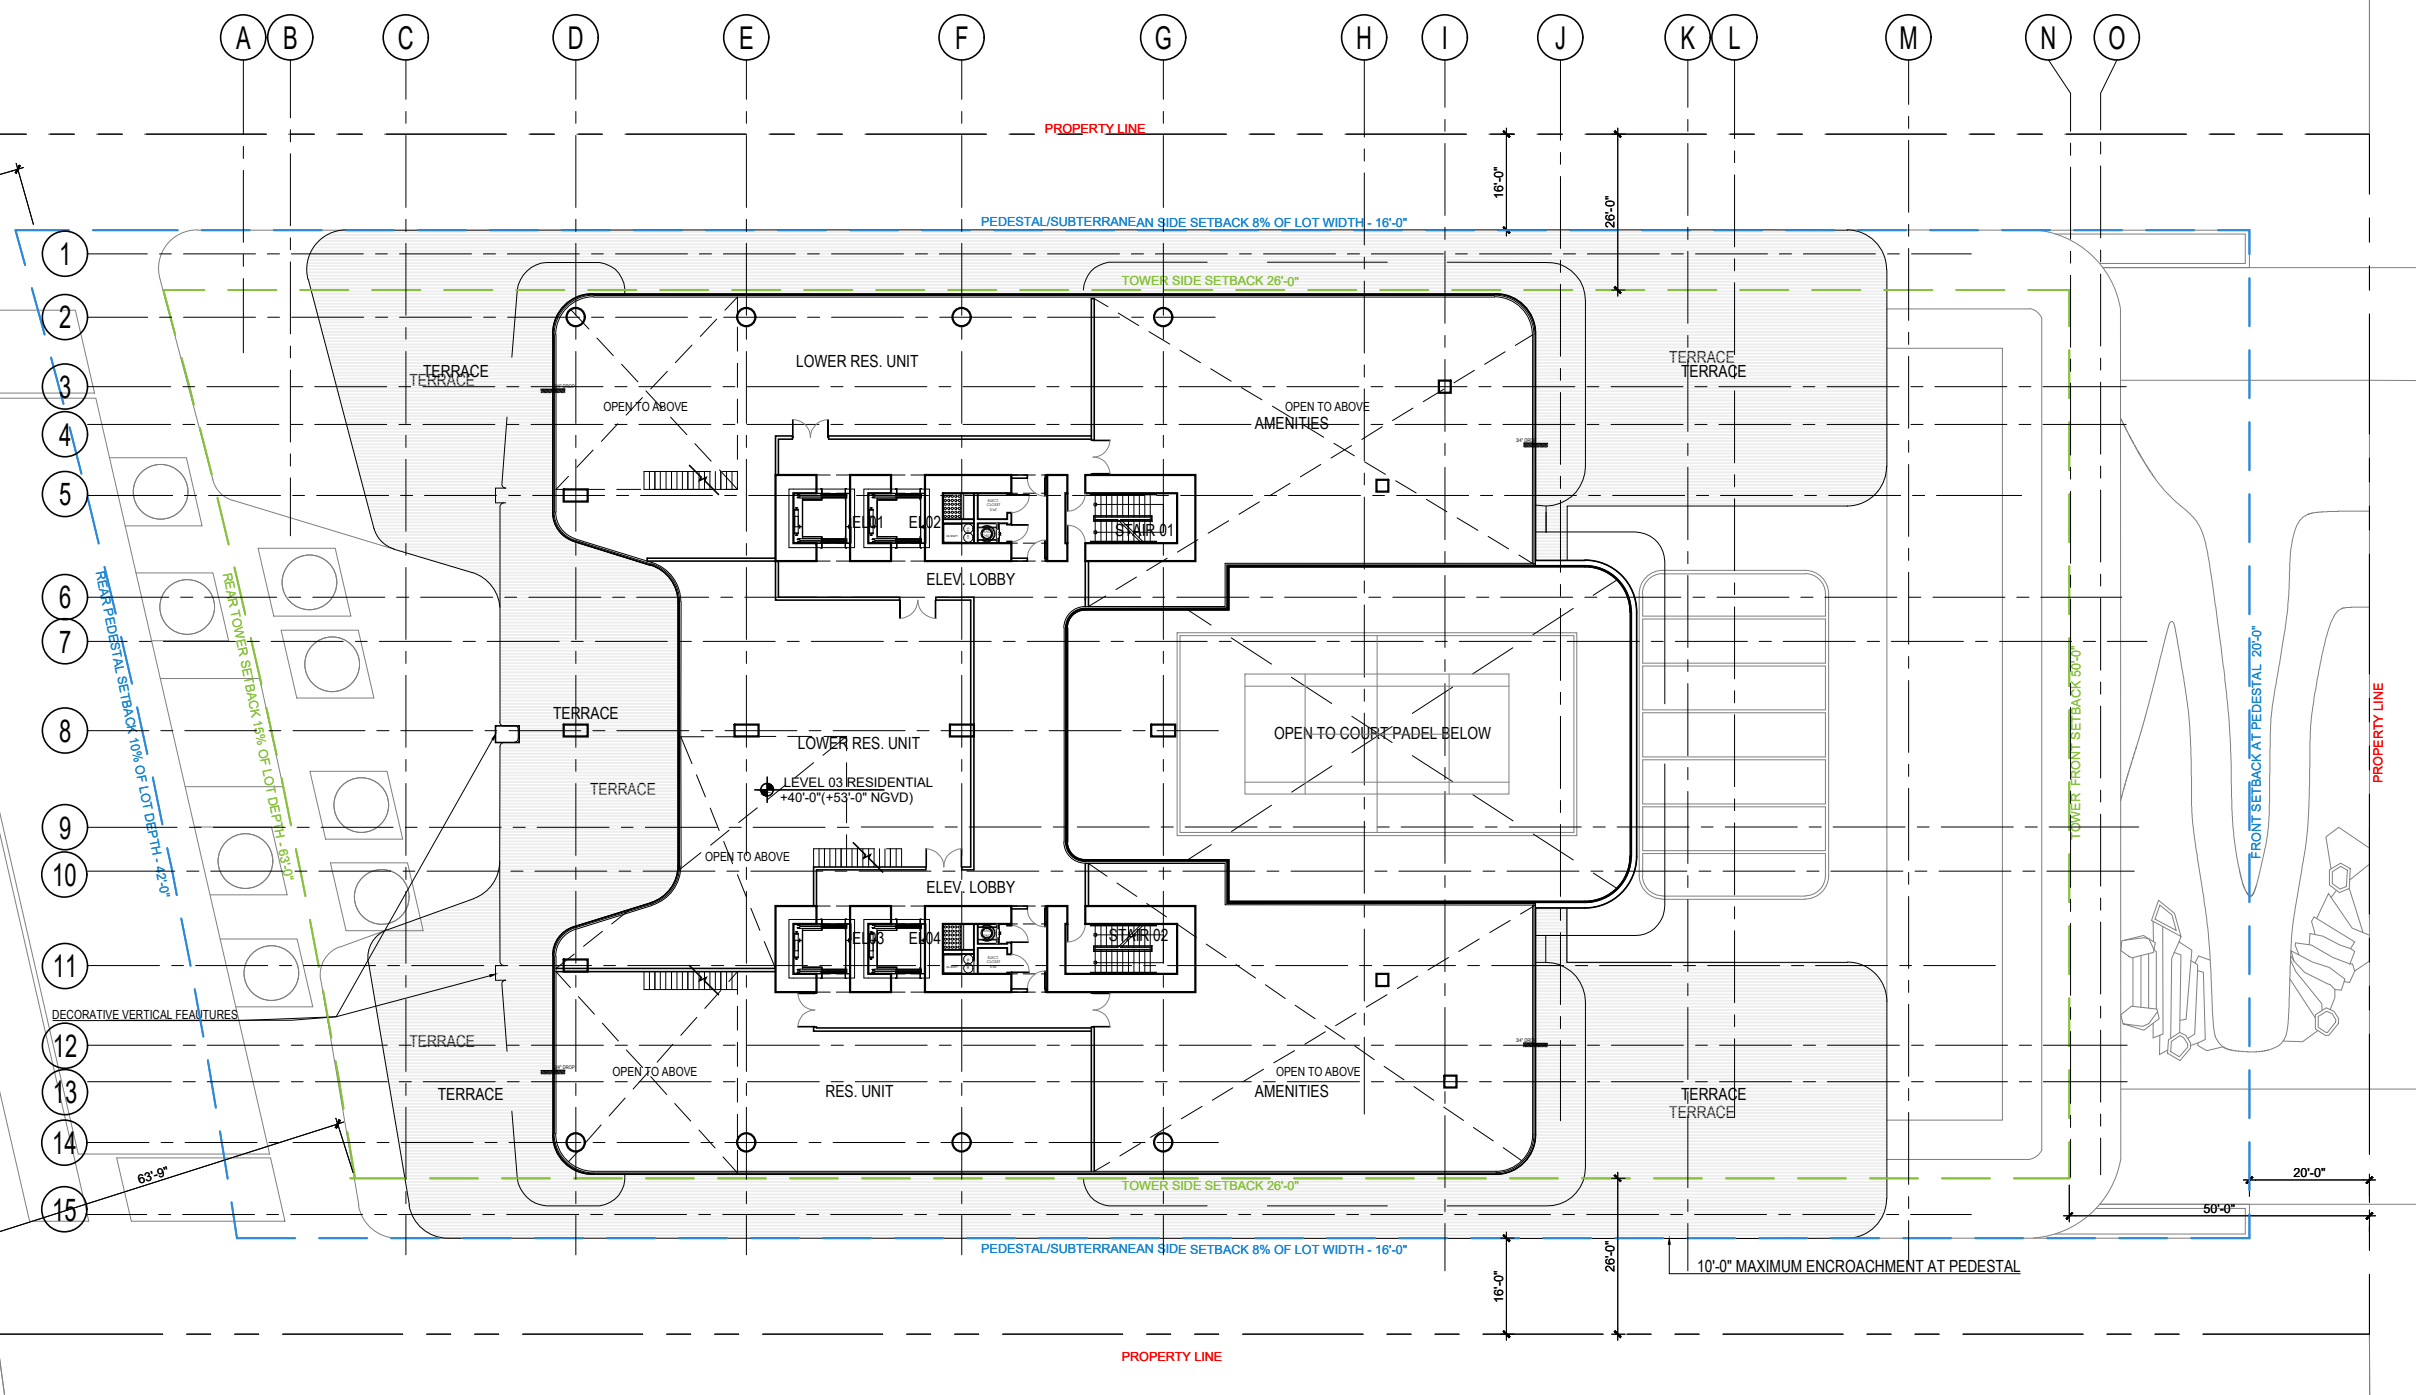 A
B
C
D
E
F
G
H
I
J
K
L
M
N
O
PROPERTY LINE
16'-0"
26'-0"
PEDESTAL/SUBTERRANEAN SIDE SETBACK 8% OF LOT WIDTH - 16'-0"
1
TOWER SIDE SETBACK 26'-0"
2
LOWER RES. UNIT
TERRACE
TERRACE
TERRACE
TERRACE
3
OPEN TO ABOVE
OPEN TO ABOVE
AMENITIES
4
3/4" DROP
5
EL01
EL02
STAIR 01
ELEV. LOBBY
6
7
REAR PEDESTAL SETBACK 10% OF LOT DEPTH - 42'-0"
REAR TOWER SETBACK 15% OF LOT DEPTH - 63'-0"
TERRACE
8
LOWER RES. UNIT
OPEN TO COURT PADEL BELOW
TOWER FRONT SETBACK 50'-0"
FRONT SETBACK AT PEDESTAL 20'-0"
PROPERTY LINE
TERRACE
LEVEL 03 RESIDENTIAL
+40'-0"(+53'-0" NGVD)
9
OPEN TO ABOVE
10
ELEV. LOBBY
EL03
EL04
STAIR 02
11
DECORATIVE VERTICAL FEAUTURES
12
TERRACE
3/4" DROP
OPEN TO ABOVE
OPEN TO ABOVE
13
TERRACE
RES. UNIT
AMENITIES
TERRACE
TERRACE
14
63'-9"
20'-0"
TOWER SIDE SETBACK 26'-0"
15
50'-0"
PEDESTAL/SUBTERRANEAN SIDE SETBACK 8% OF LOT WIDTH - 16'-0"
26'-0"
10'-0" MAXIMUM ENCROACHMENT AT PEDESTAL
16'-0"
PROPERTY LINE